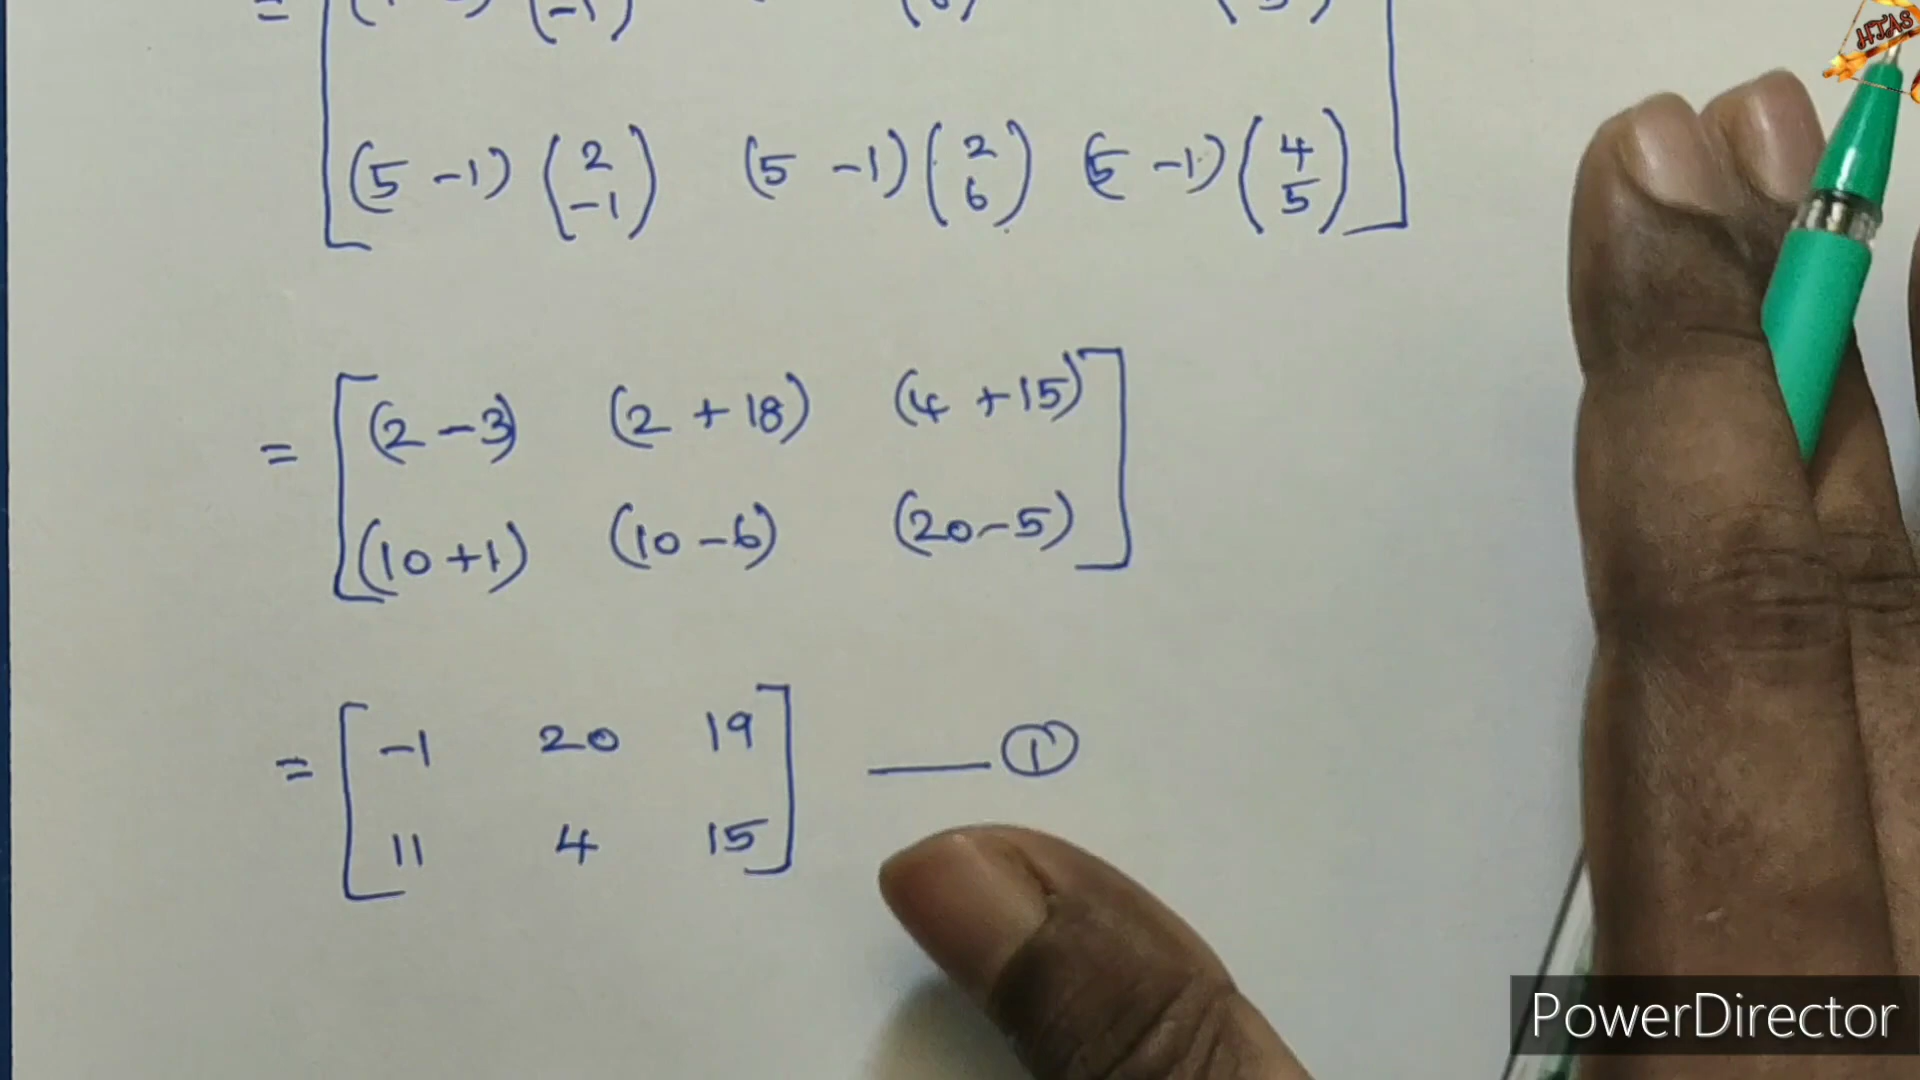 HTAS
(5 -1) (2 -1) (5 -1) (2 6) (5 -1) (4 5)
= [(2-3) (2+18) (4+15)
(10+1) (10-6) (20-5)]
= [-1 20 19 —— ①
11 4 15]
PowerDirector